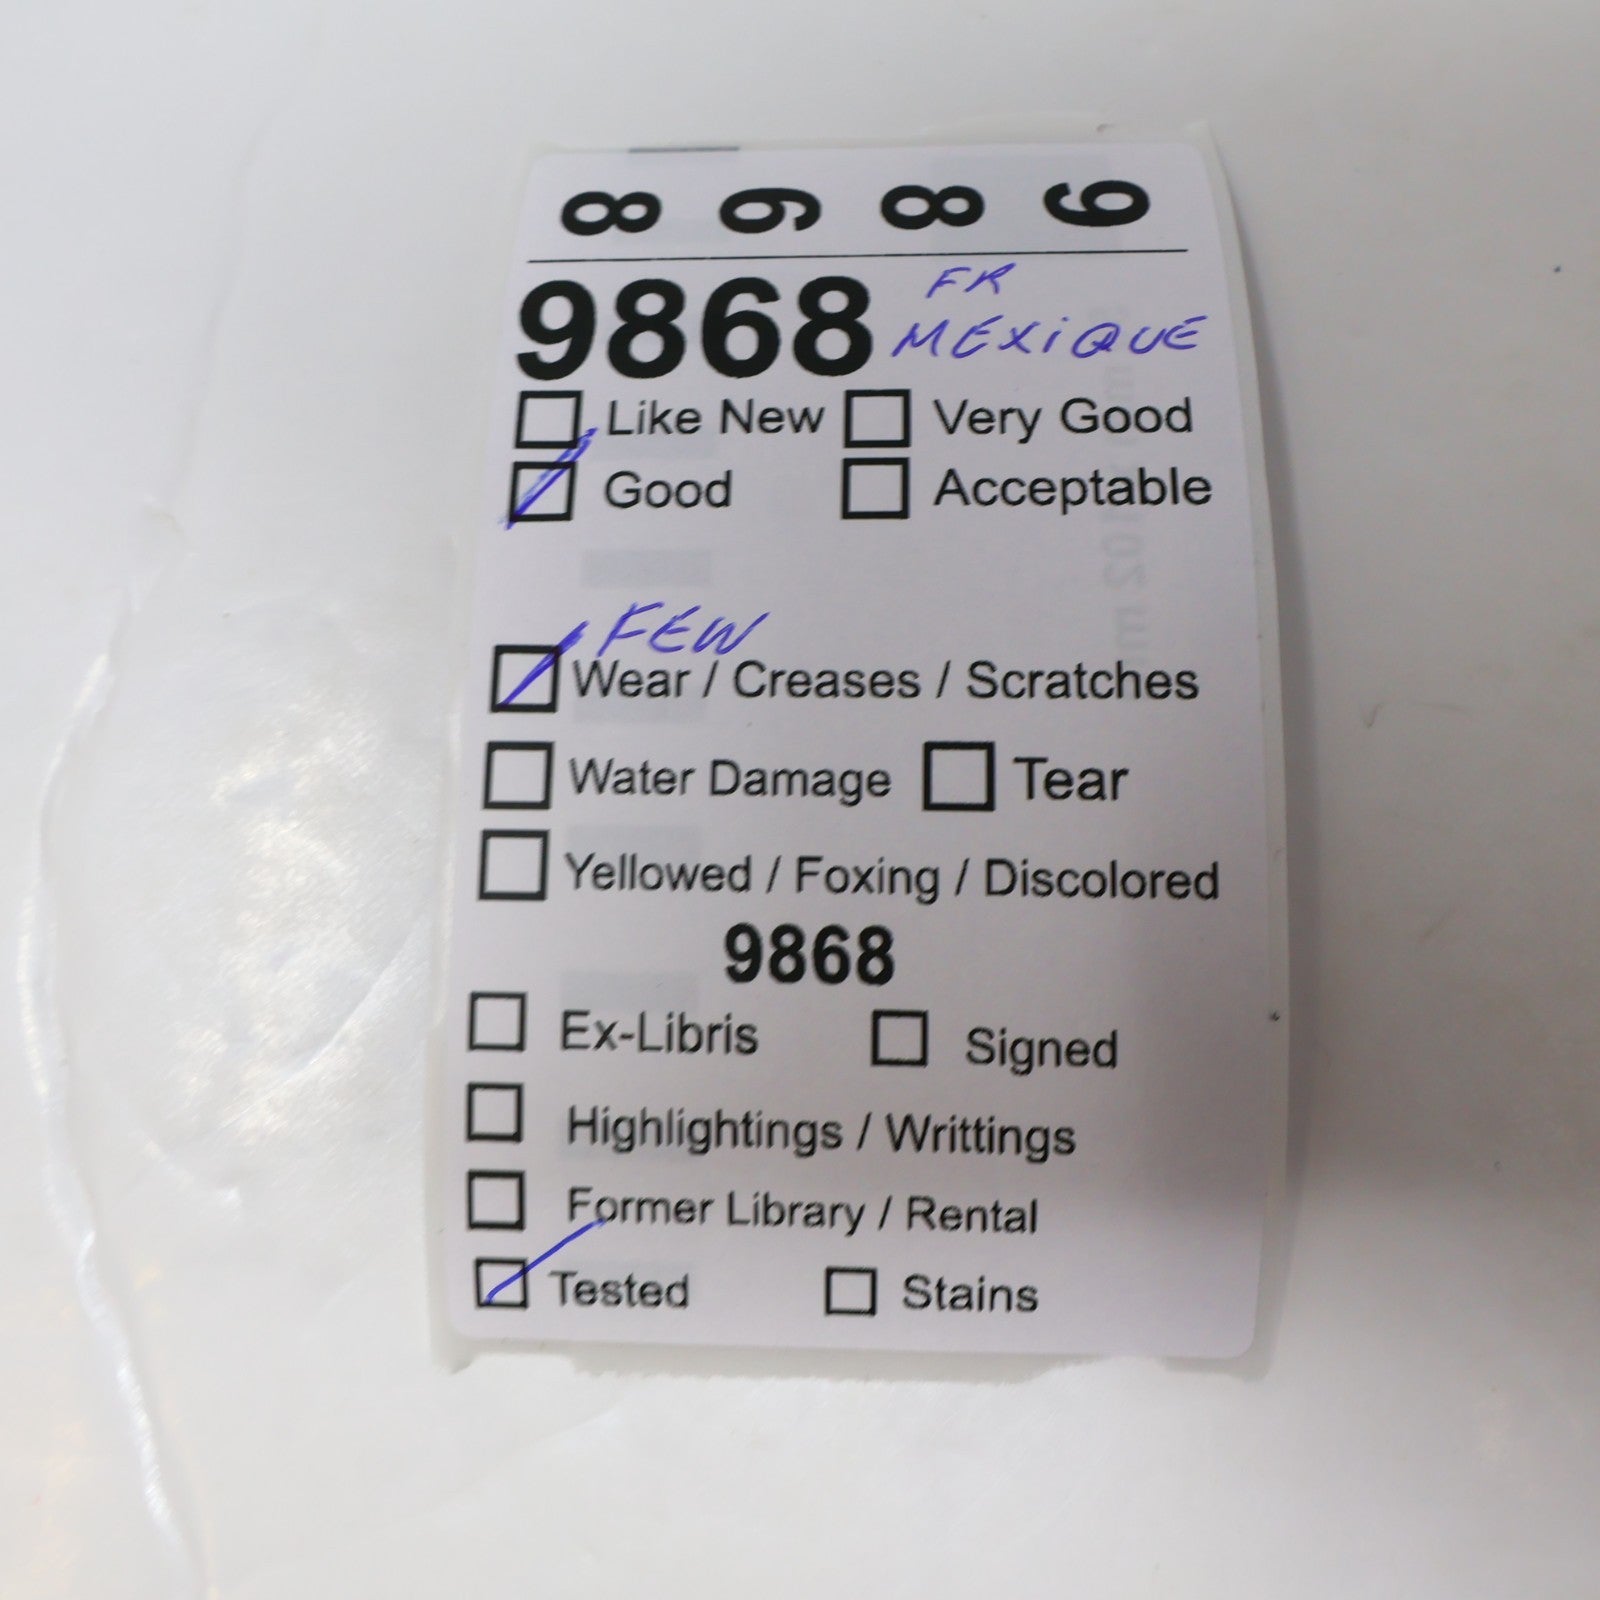 8 6 8 9
9868 FR
MEXiQUE
Like New Very Good
Good Acceptable
FEW
Wear / Creases / Scratches
Water Damage Tear
Yellowed / Foxing / Discolored
9868
Ex-Libris Signed
Highlightings / Writtings
Former Library / Rental
Tested Stains